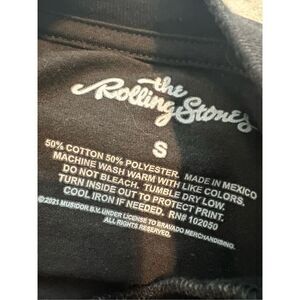 the
Rolling Stones
S
50% COTTON 50% POLYESTER. MADE IN MEXICO
MACHINE WASH WARM WITH LIKE COLORS.
DO NOT BLEACH. TUMBLE DRY LOW.
TURN INSIDE OUT TO PROTECT PRINT.
COOL IRON IF NEEDED. RN# 102050
©2021 MUSIDOR B.V. UNDER LICENSE TO BRAVADO MERCHANDISING.
ALL RIGHTS RESERVED.